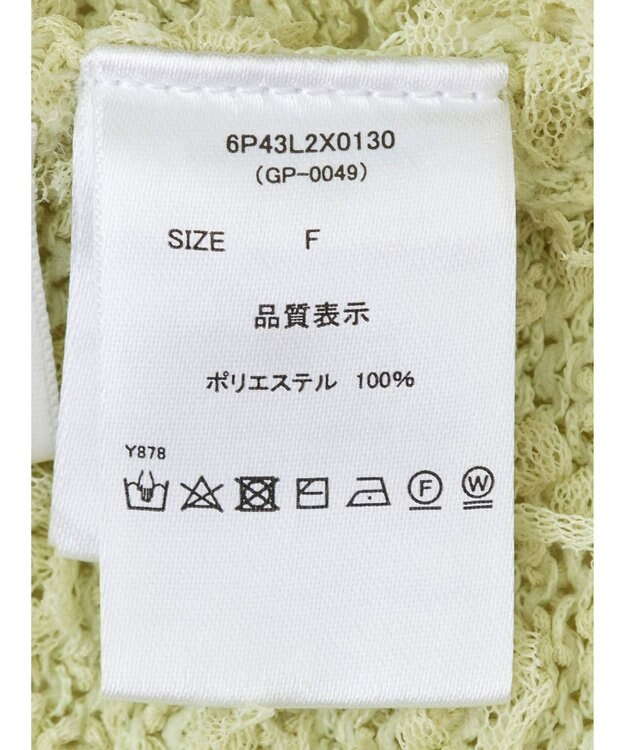 6P43L2X0130
(GP-0049)
SIZE F
品質表示
ポリエステル 100%
Y878
F W